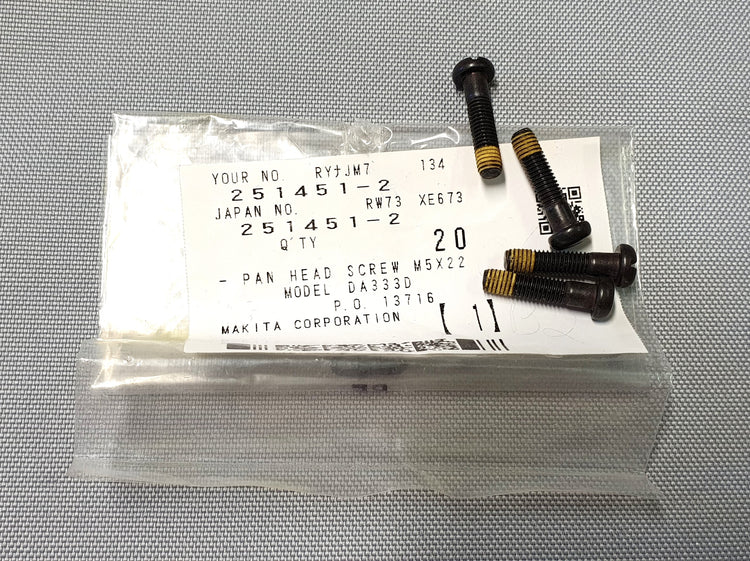 YOUR NO. RYナJM7 134
251451-2
JAPAN NO. RW73 XE673
251451-2
Q'TY 20
- PAN HEAD SCREW M5X22
MODEL DA333D
P.O. 13716
MAKITA CORPORATION 【 1】